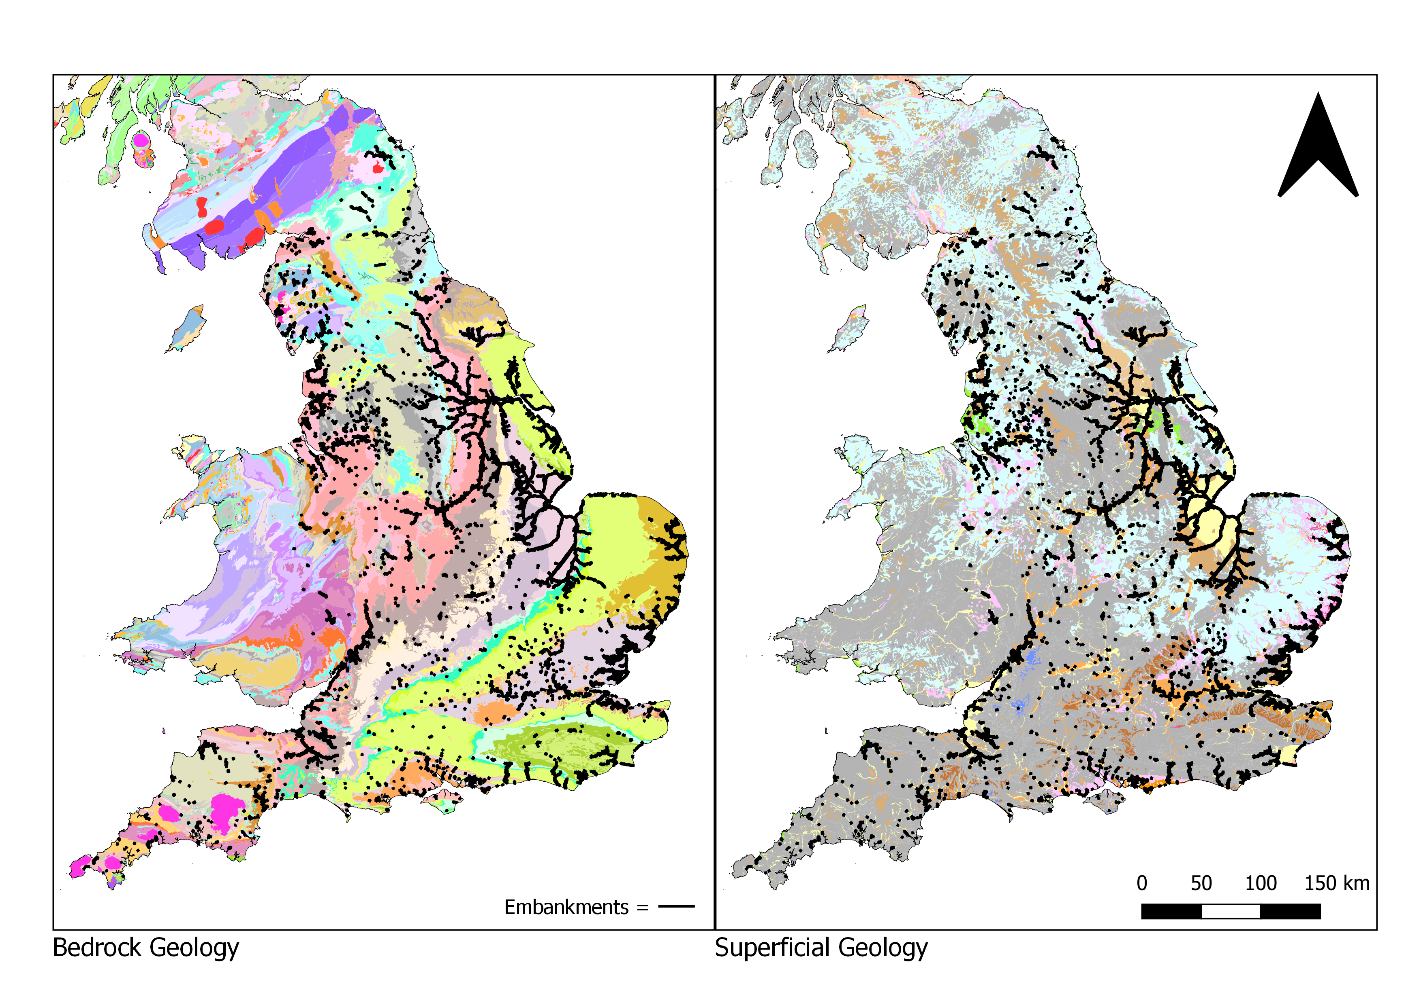 0 50 100 150 km
Embankments =
Bedrock Geology
Superficial Geology